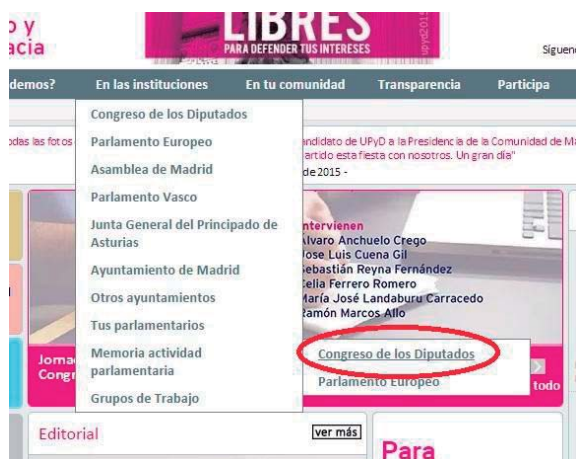 o y
acia
LIBRES
PARA DEFENDER TUS INTERESES
upyd2015
Síguen
demos? En las instituciones En tu comunidad Transparencia Participa
Congreso de los Diputados
odas las fotos
Parlamento Europeo
andidato de UPyD a la Presidencia de la Comunidad de Ma
artido esta fiesta con nosotros. Un gran día"
Asamblea de Madrid
de 2015 -
Parlamento Vasco
Junta General del Principado de
Asturias
Ayuntamiento de Madrid
Otros ayuntamientos
Tus parlamentarios
Memoria actividad
parlamentaria
Grupos de Trabajo
ntervienen
Álvaro Anchuelo Crego
Jose Luis Cuena Gil
Sebastián Reyna Fernández
Celia Ferrero Romero
María José Landaburu Carracedo
Ramón Marcos Allo
Congreso de los Diputados
Parlamento Europeo
Jorna
Congr
todo
Editorial
ver más
Para